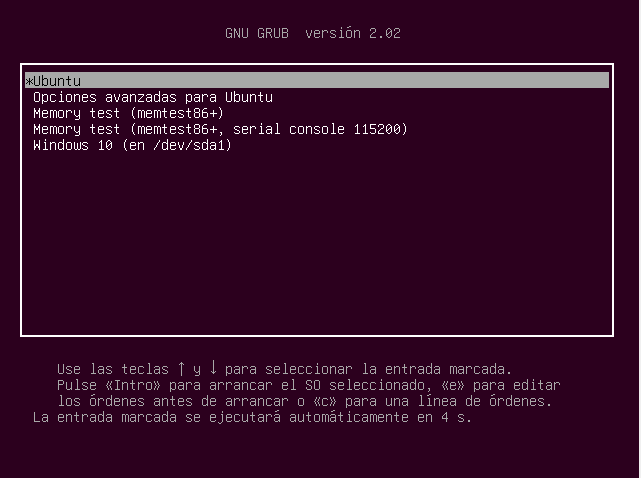 GNU GRUB  versión 2.02
*Ubuntu
Opciones avanzadas para Ubuntu
Memory test (memtest86+)
Memory test (memtest86+, serial console 115200)
Windows 10 (en /dev/sda1)
Use las teclas ↑ y ↓ para seleccionar la entrada marcada.
Pulse «Intro» para arrancar el SO seleccionado, «e» para editar
los órdenes antes de arrancar o «c» para una línea de órdenes.
La entrada marcada se ejecutará automáticamente en 4 s.